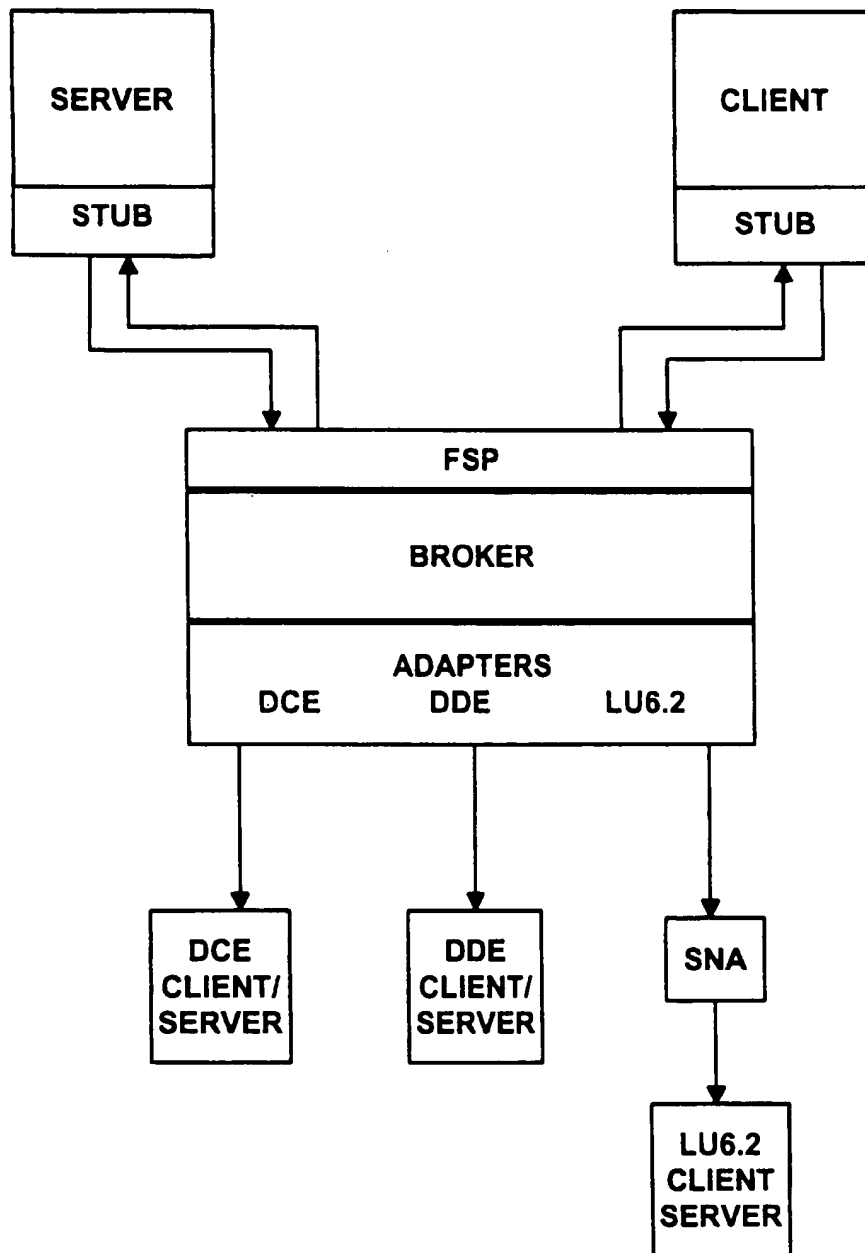 SERVER
CLIENT
STUB
STUB
FSP
BROKER
ADAPTERS
DCE DDE LU6.2
DCE
CLIENT/
SERVER
DDE
CLIENT/
SERVER
SNA
LU6.2
CLIENT
SERVER